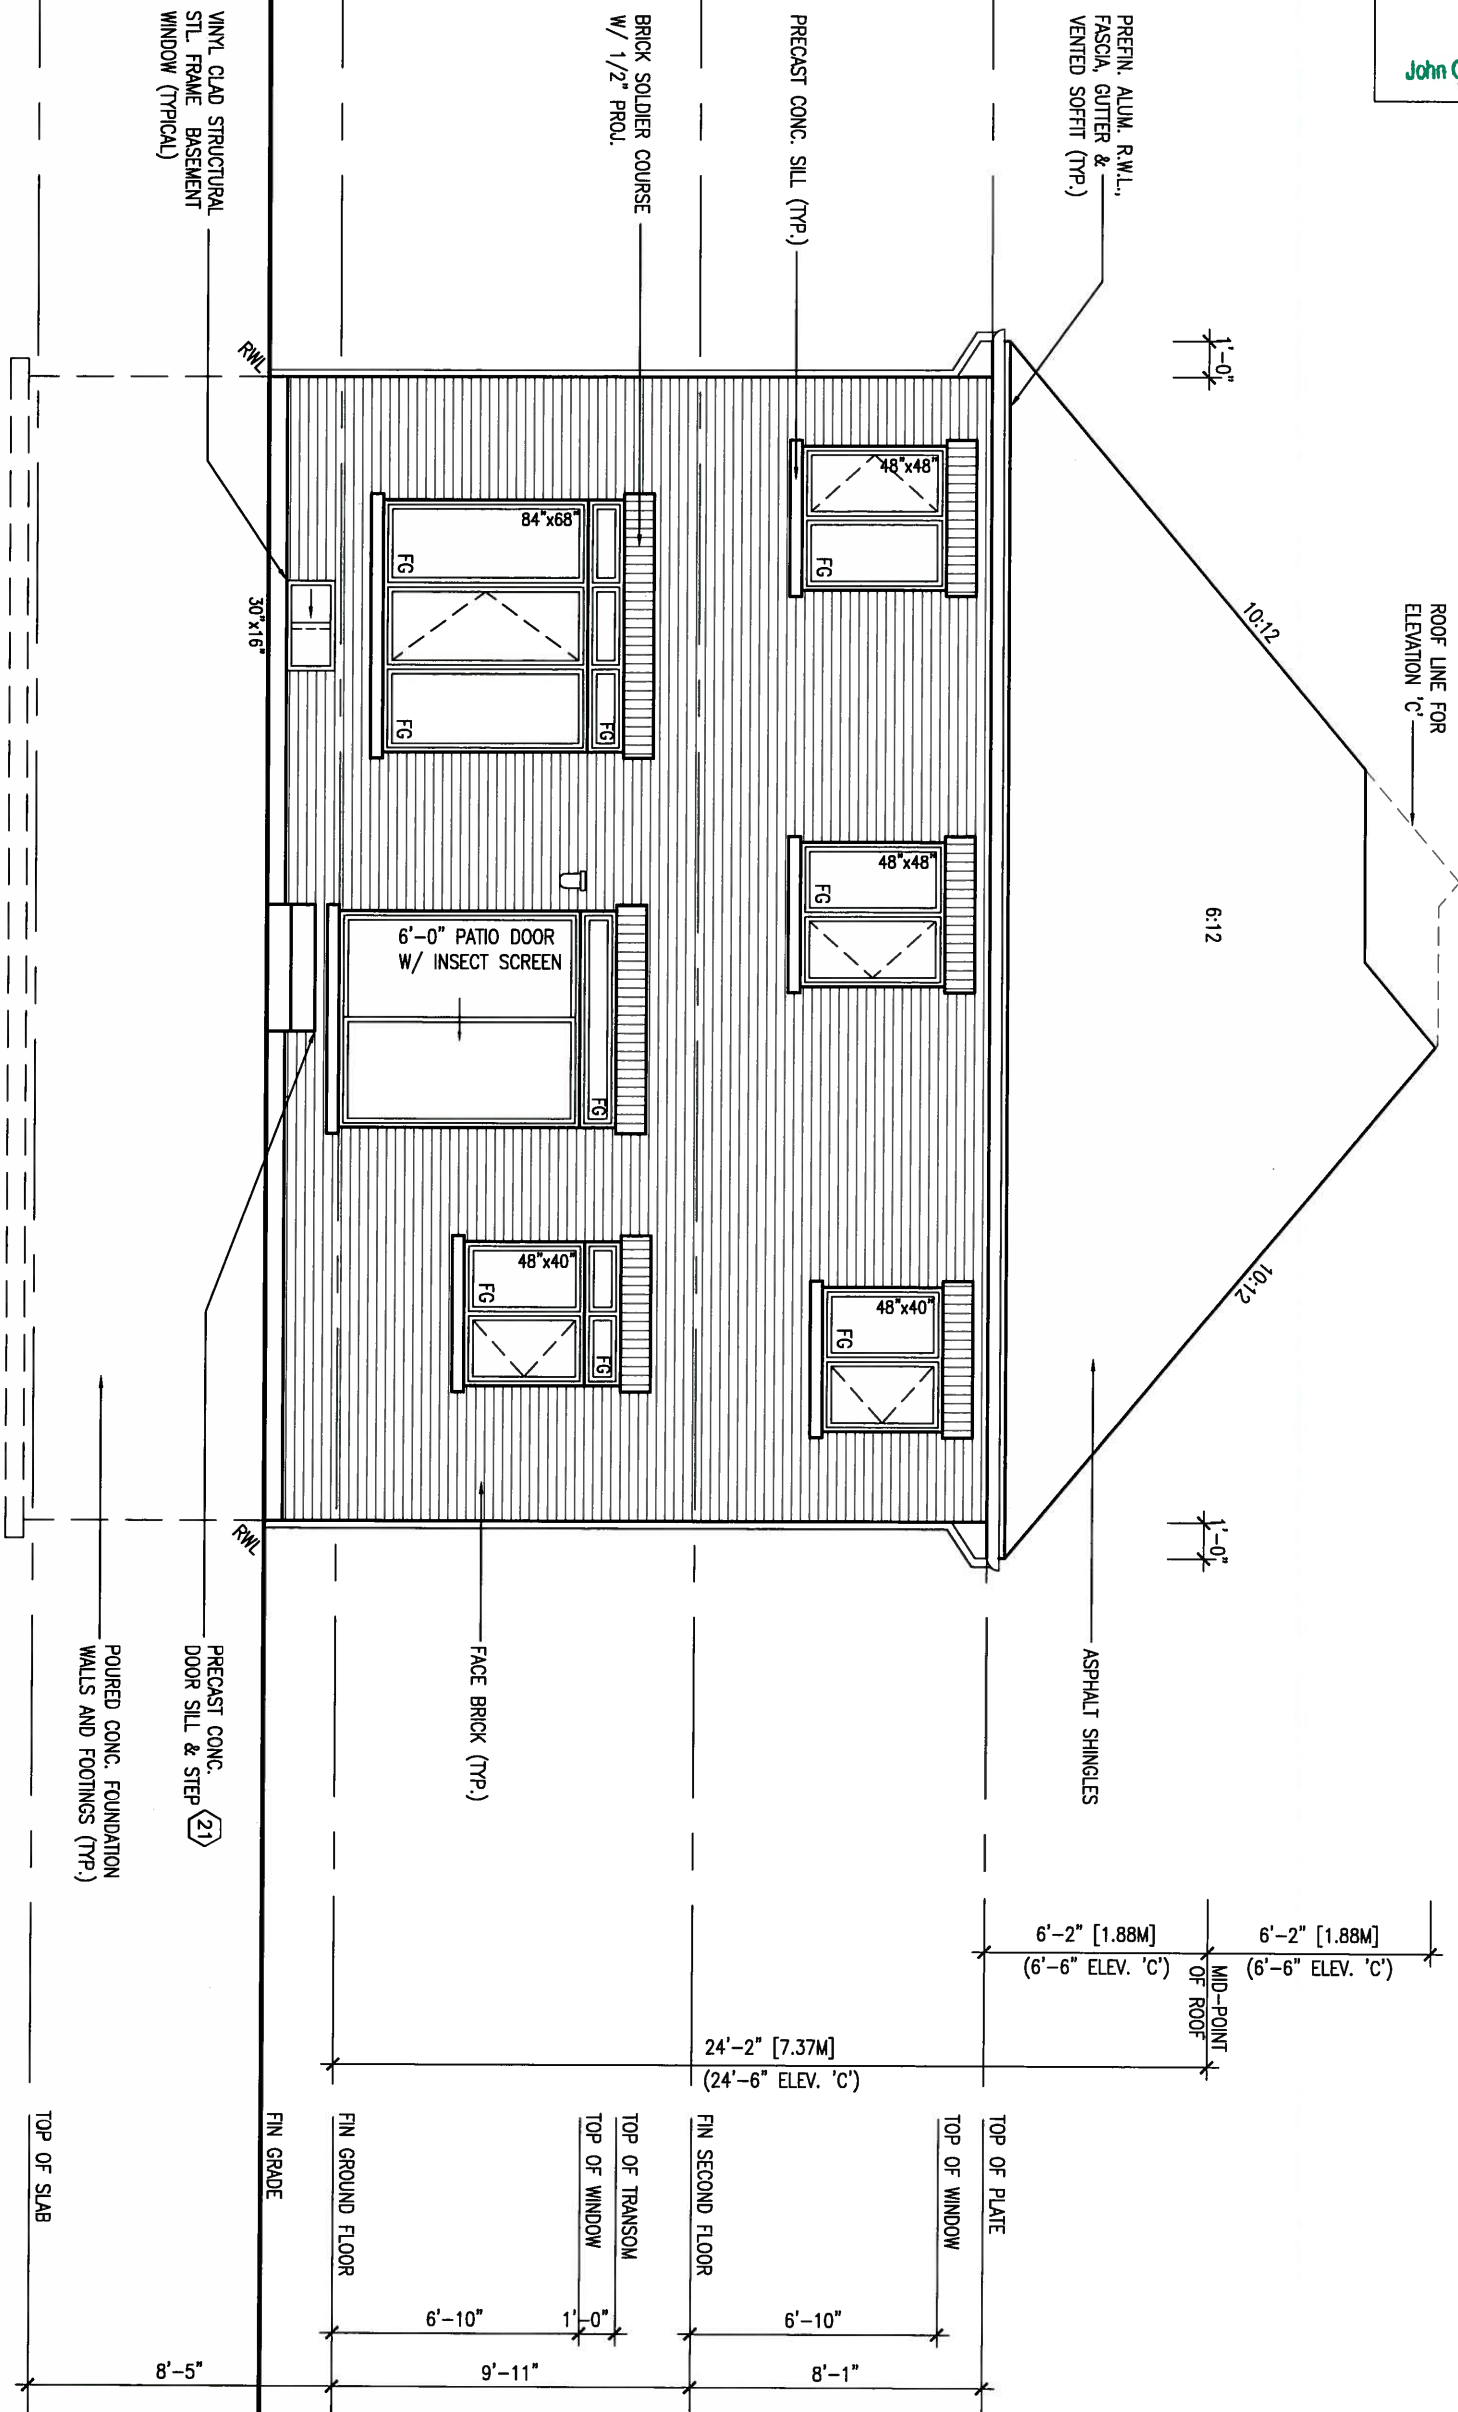 John G
PREFIN. ALUM. R.W.L.,
FASCIA, GUTTER &
VENTED SOFFIT (TYP.)
PRECAST CONC. SILL (TYP.)
BRICK SOLDIER COURSE
W/ 1/2" PROJ.
VINYL CLAD STRUCTURAL
STL. FRAME BASEMENT
WINDOW (TYPICAL)
ROOF LINE FOR
ELEVATION 'C'
1'-0"
10:12
6:12
10:12
1'-0"
48"x48"
FG
48"x48"
FG
48"x40"
FG
84"x68"
FG
FG
FG
6'-0" PATIO DOOR
W/ INSECT SCREEN
FG
48"x40"
FG
FG
30"x16"
RWL
RWL
ASPHALT SHINGLES
FACE BRICK (TYP.)
PRECAST CONC.
DOOR SILL & STEP 21
POURED CONC. FOUNDATION
WALLS AND FOOTINGS (TYP.)
6'-2" [1.88M]
(6'-6" ELEV. 'C')
6'-2" [1.88M]
(6'-6" ELEV. 'C')
MID-POINT
OF ROOF
24'-2" [7.37M]
(24'-6" ELEV. 'C')
TOP OF PLATE
TOP OF WINDOW
FIN SECOND FLOOR
TOP OF TRANSOM
TOP OF WINDOW
FIN GROUND FLOOR
FIN GRADE
TOP OF SLAB
6'-10"
1'-0"
6'-10"
8'-1"
9'-11"
8'-5"